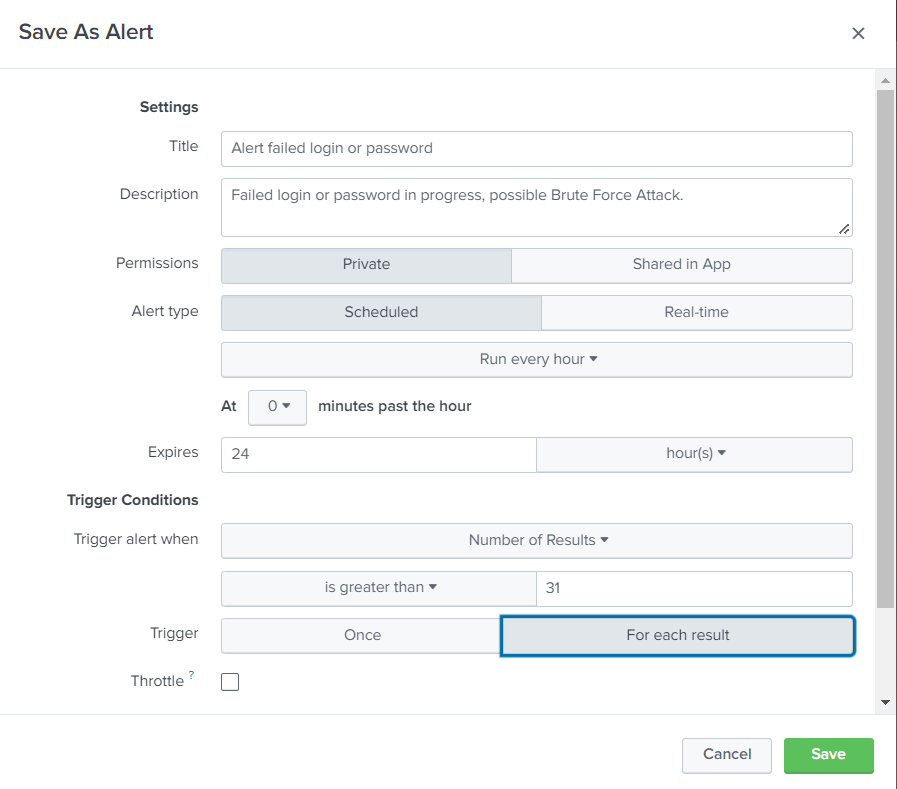 Save As Alert
Settings
Title
Alert failed login or password
Description
Failed login or password in progress, possible Brute Force Attack.
Permissions
Private
Shared in App
Alert type
Scheduled
Real-time
Run every hour
At 0 minutes past the hour
Expires
24
hour(s)
Trigger Conditions
Trigger alert when
Number of Results
is greater than
31
Trigger
Once
For each result
Throttle ?
Cancel
Save